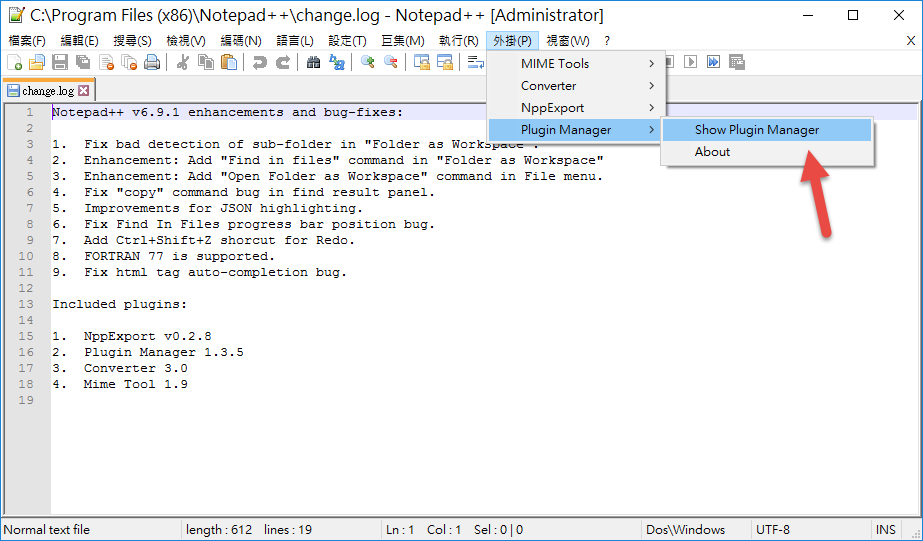 C:\Program Files (x86)\Notepad++\change.log - Notepad++ [Administrator]
檔案(F) 編輯(E) 搜尋(S) 檢視(V) 編碼(N) 語言(L) 設定(T) 巨集(M) 執行(R) 外掛(P) 視窗(W) ? X
MIME Tools
Converter
NppExport
Plugin Manager
Show Plugin Manager
About
change.log
1 Notepad++ v6.9.1 enhancements and bug-fixes:
2
3 1. Fix bad detection of sub-folder in "Folder as Workspace".
4 2. Enhancement: Add "Find in files" command in "Folder as Workspace"
5 3. Enhancement: Add "Open Folder as Workspace" command in File menu.
6 4. Fix "copy" command bug in find result panel.
7 5. Improvements for JSON highlighting.
8 6. Fix Find In Files progress bar position bug.
9 7. Add Ctrl+Shift+Z shorcut for Redo.
10 8. FORTRAN 77 is supported.
11 9. Fix html tag auto-completion bug.
12
13 Included plugins:
14
15 1. NppExport v0.2.8
16 2. Plugin Manager 1.3.5
17 3. Converter 3.0
18 4. Mime Tool 1.9
19
Normal text file length : 612 lines : 19 Ln : 1 Col : 1 Sel : 0 | 0 Dos\Windows UTF-8 INS